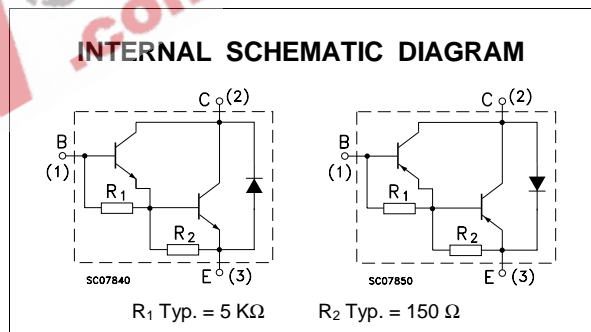 .com
INTERNAL SCHEMATIC DIAGRAM
C (2)
B
(1)
R1
R2
E (3)
SC07840
C (2)
B
(1)
R1
R2
E (3)
SC07850
R1 Typ. = 5 KΩ R2 Typ. = 150 Ω